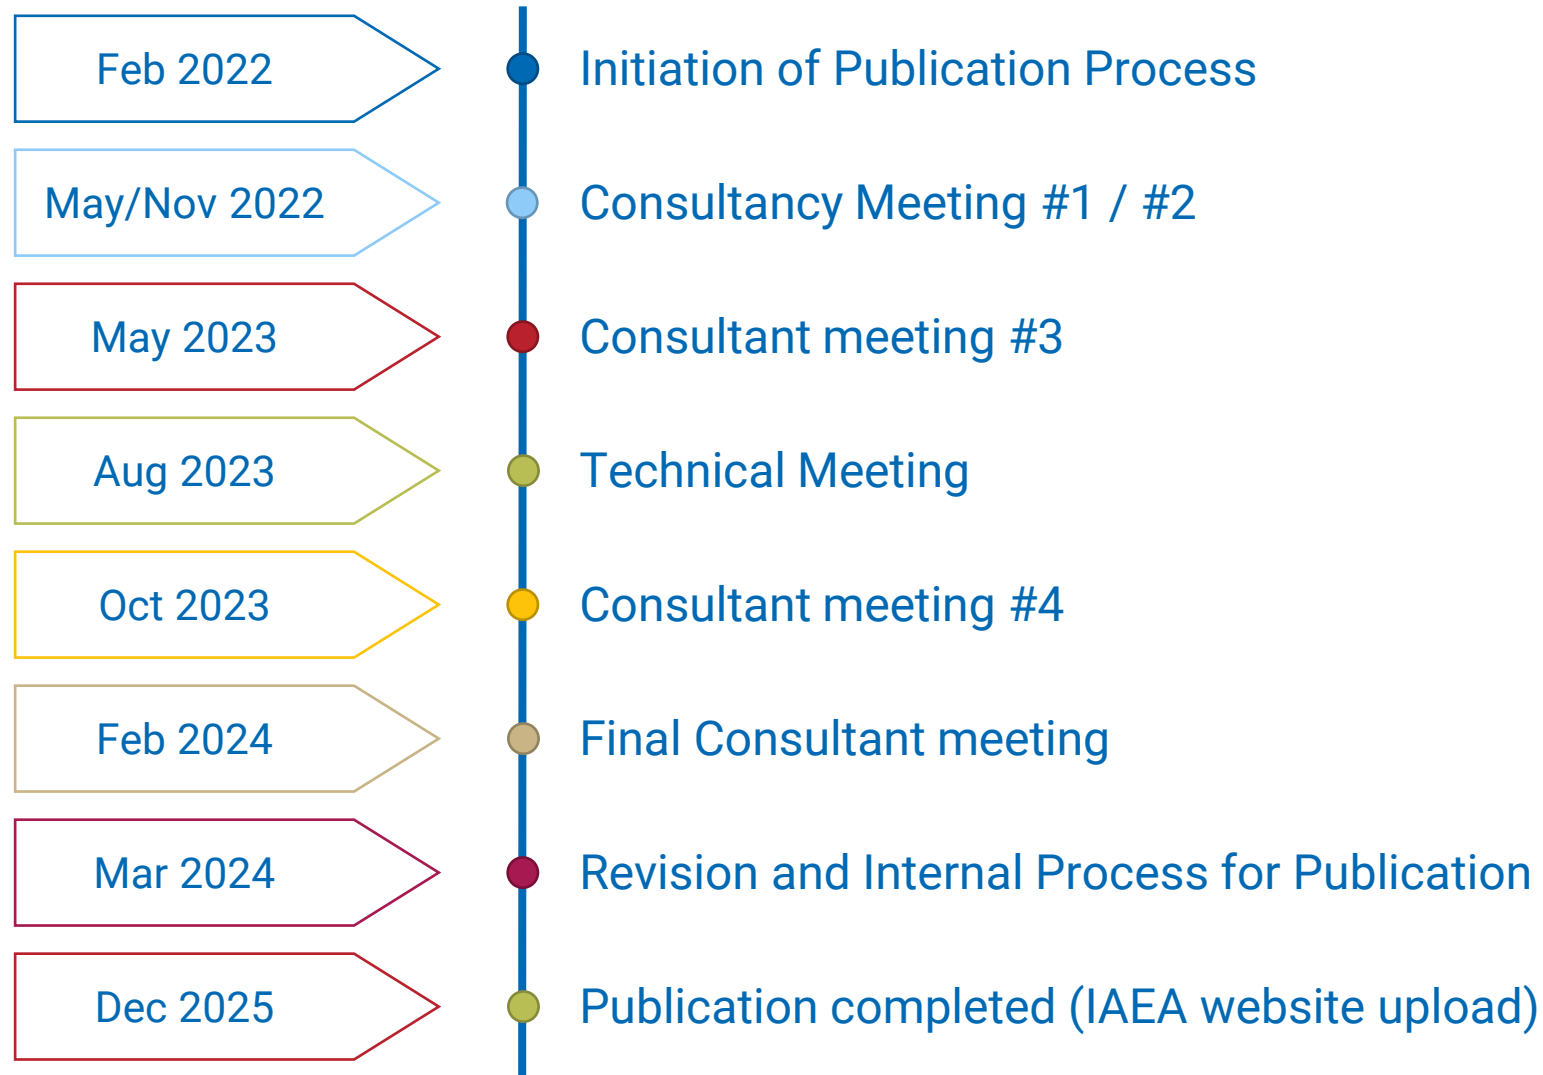 Feb 2022
Initiation of Publication Process
May/Nov 2022
Consultancy Meeting #1 / #2
May 2023
Consultant meeting #3
Aug 2023
Technical Meeting
Oct 2023
Consultant meeting #4
Feb 2024
Final Consultant meeting
Mar 2024
Revision and Internal Process for Publication
Dec 2025
Publication completed (IAEA website upload)